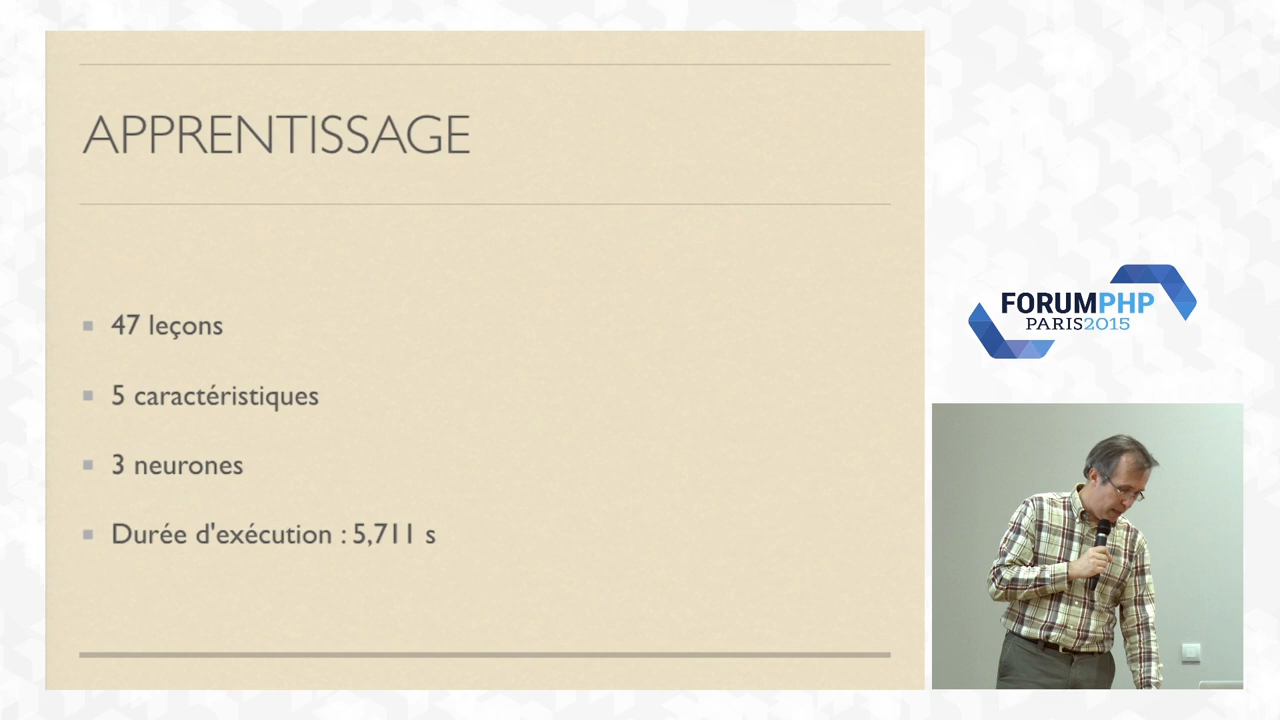 APPRENTISSAGE
47 leçons
5 caractéristiques
3 neurones
Durée d'exécution : 5,711 s
FORUMPHP
PARIS2015